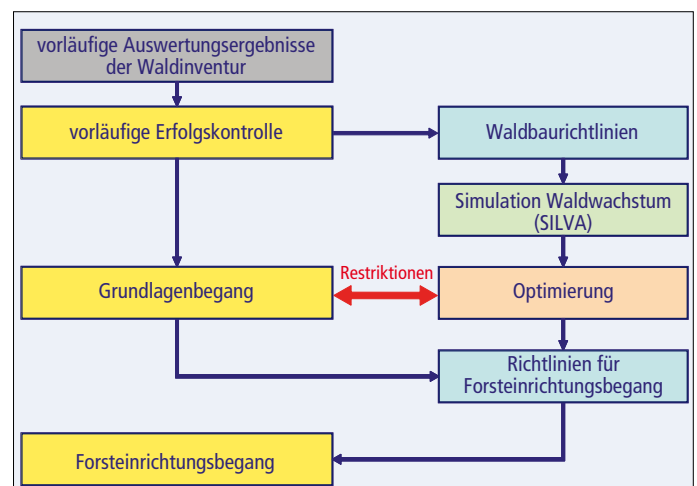 vorläufige Auswertungsergebnisse
der Waldinventur
vorläufige Erfolgskontrolle
Waldbaurichtlinien
Simulation Waldwachstum
(SILVA)
Grundlagenbegang
Restriktionen
Optimierung
Richtlinien für
Forsteinrichtungsbegang
Forsteinrichtungsbegang